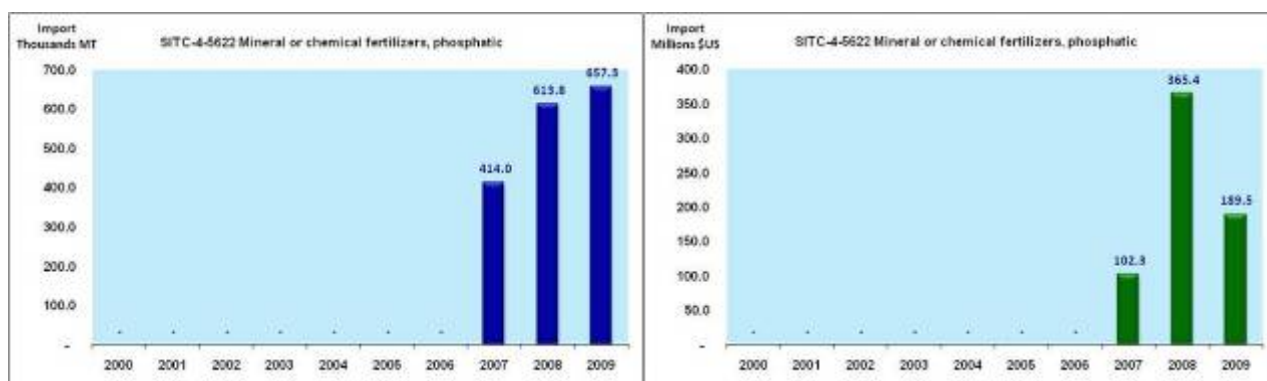 Import
Thousands MT
SITC-4-5622 Mineral or chemical fertilizers, phosphatic
700.0
600.0
500.0
400.0
300.0
200.0
100.0
-
414.0
613.8
657.3
- - - - - - -
2000 2001 2002 2003 2004 2005 2006 2007 2008 2009
Import
Millions $US
SITC-4-5622 Mineral or chemical fertilizers, phosphatic
400.0
350.0
300.0
250.0
200.0
150.0
100.0
50.0
-
102.3
365.4
189.5
- - - - - - -
2000 2001 2002 2003 2004 2005 2006 2007 2008 2009